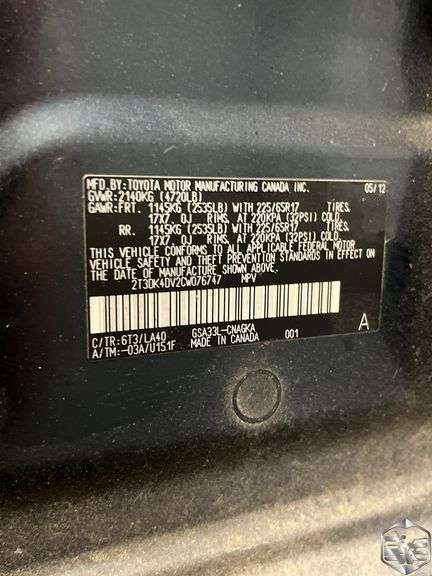 MFD. BY: TOYOTA MOTOR MANUFACTURING CANADA INC. 05/12
GVWR: 2140KG (4720LB)
GAWR: FRT. 1145KG (2535LB) WITH 225/65R17 TIRES.
17X7 OJ RIMS, AT 220KPA (32PSI) COLD.
RR. 1145KG (2535LB) WITH 225/65R17 TIRES.
17X7 OJ RIMS, AT 220KPA (32PSI) COLD.
THIS VEHICLE CONFORMS TO ALL APPLICABLE FEDERAL MOTOR
VEHICLE SAFETY AND THEFT PREVENTION STANDARDS IN
EFFECT ON THE DATE OF MANUFACTURE SHOWN ABOVE.
2T3DK4DV2CW076747 MPV
C/TR:6T3/LA40 GSA33L-CNAGKA
A/TM:-03A/U151F MADE IN CANADA 001 A